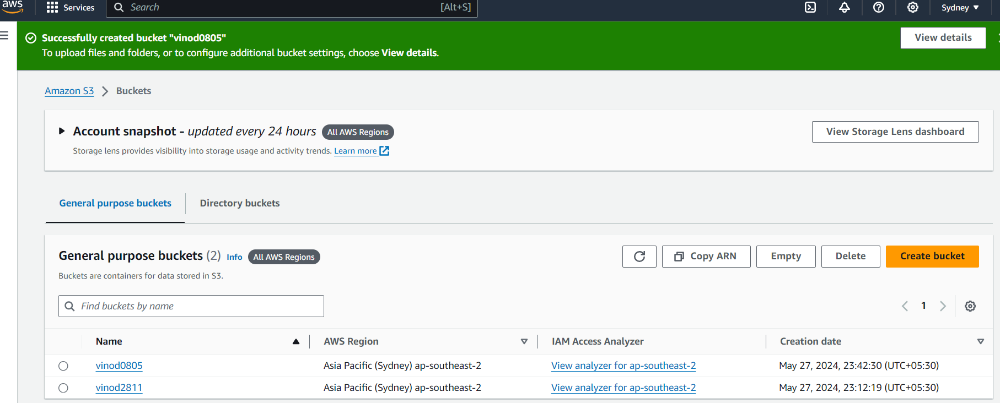 aws Services Search [Alt+S] Sydney
Successfully created bucket "vinod0805"
To upload files and folders, or to configure additional bucket settings, choose View details.
View details
Amazon S3 Buckets
Account snapshot - updated every 24 hours All AWS Regions
Storage lens provides visibility into storage usage and activity trends. Learn more
View Storage Lens dashboard
General purpose buckets Directory buckets
General purpose buckets (2) Info All AWS Regions
Buckets are containers for data stored in S3.
Copy ARN Empty Delete Create bucket
Find buckets by name
1
Name AWS Region IAM Access Analyzer Creation date
vinod0805 Asia Pacific (Sydney) ap-southeast-2 View analyzer for ap-southeast-2 May 27, 2024, 23:42:30 (UTC+05:30)
vinod2811 Asia Pacific (Sydney) ap-southeast-2 View analyzer for ap-southeast-2 May 27, 2024, 23:12:19 (UTC+05:30)